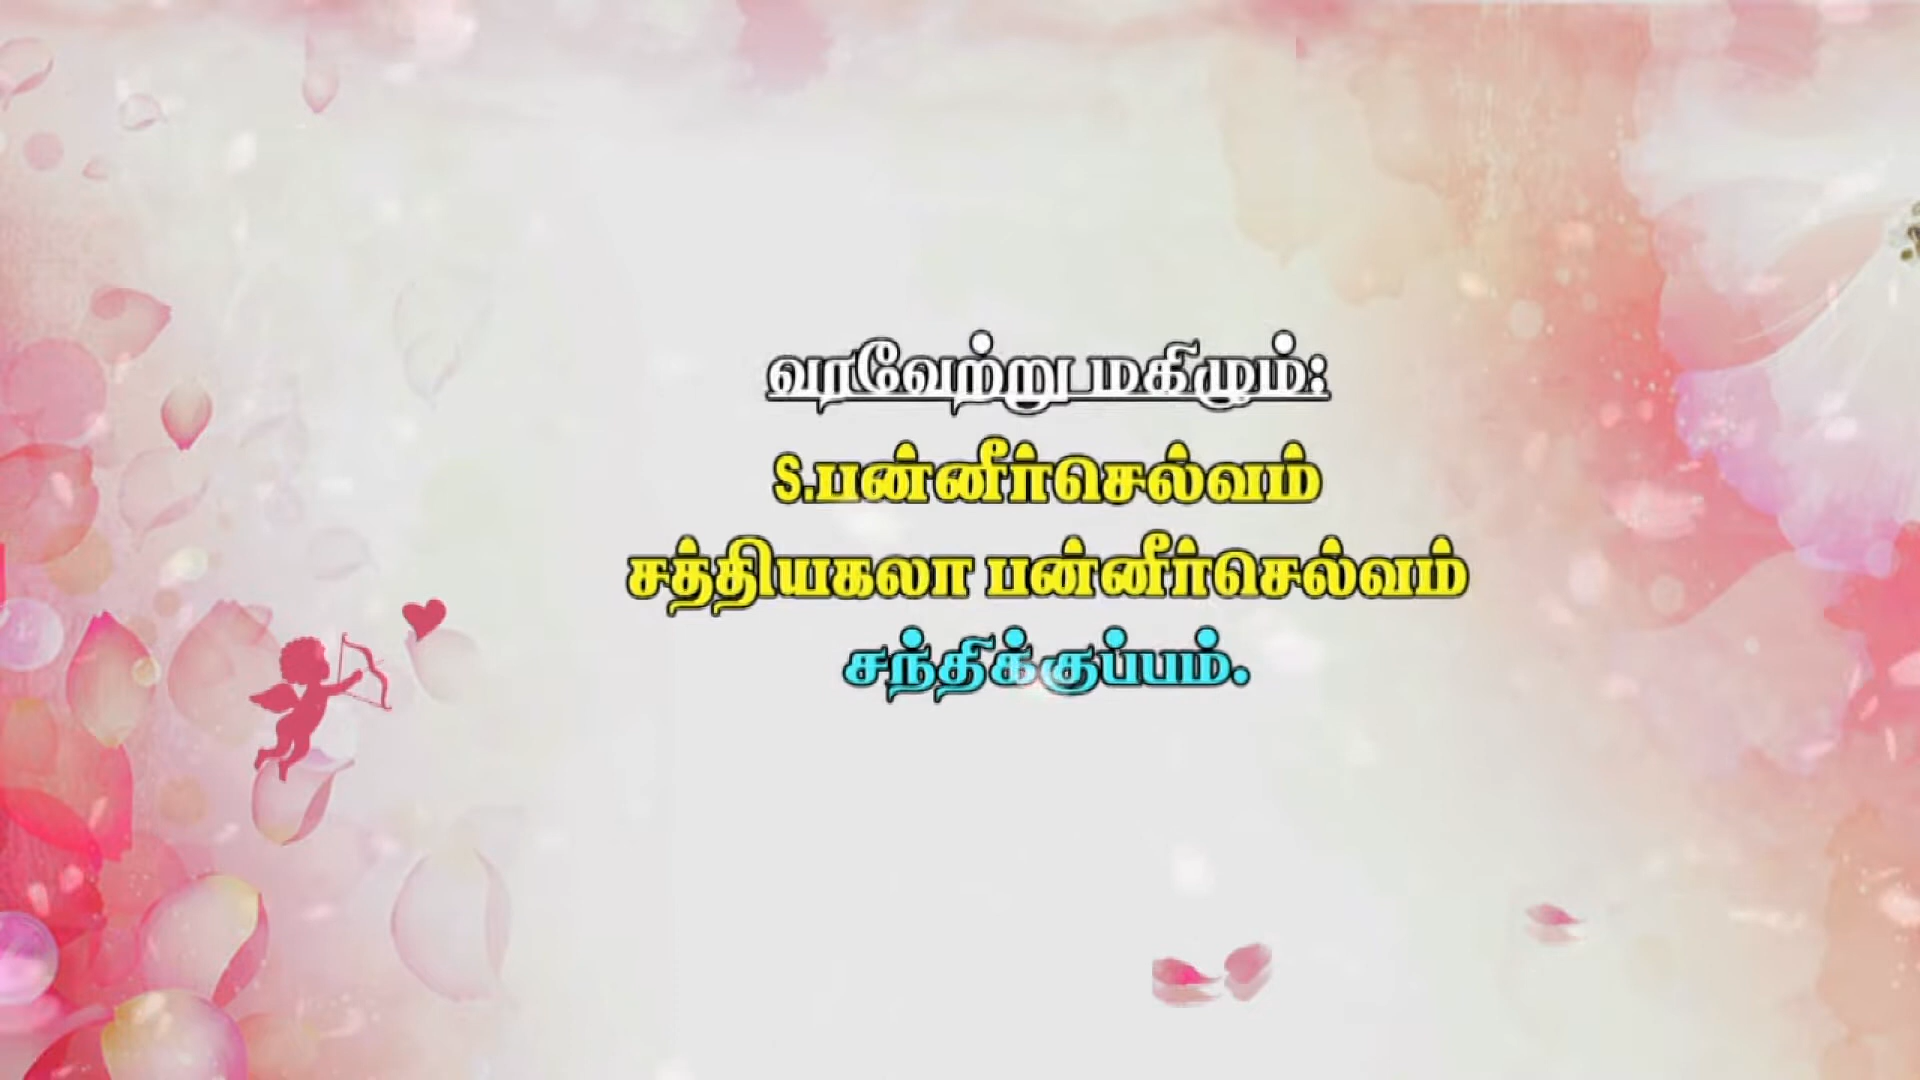 வரவேற்று மகிழும்:
S.பன்னீர்செல்வம்
சத்தியகலா பன்னீர்செல்வம்
சந்திக்குப்பம்.